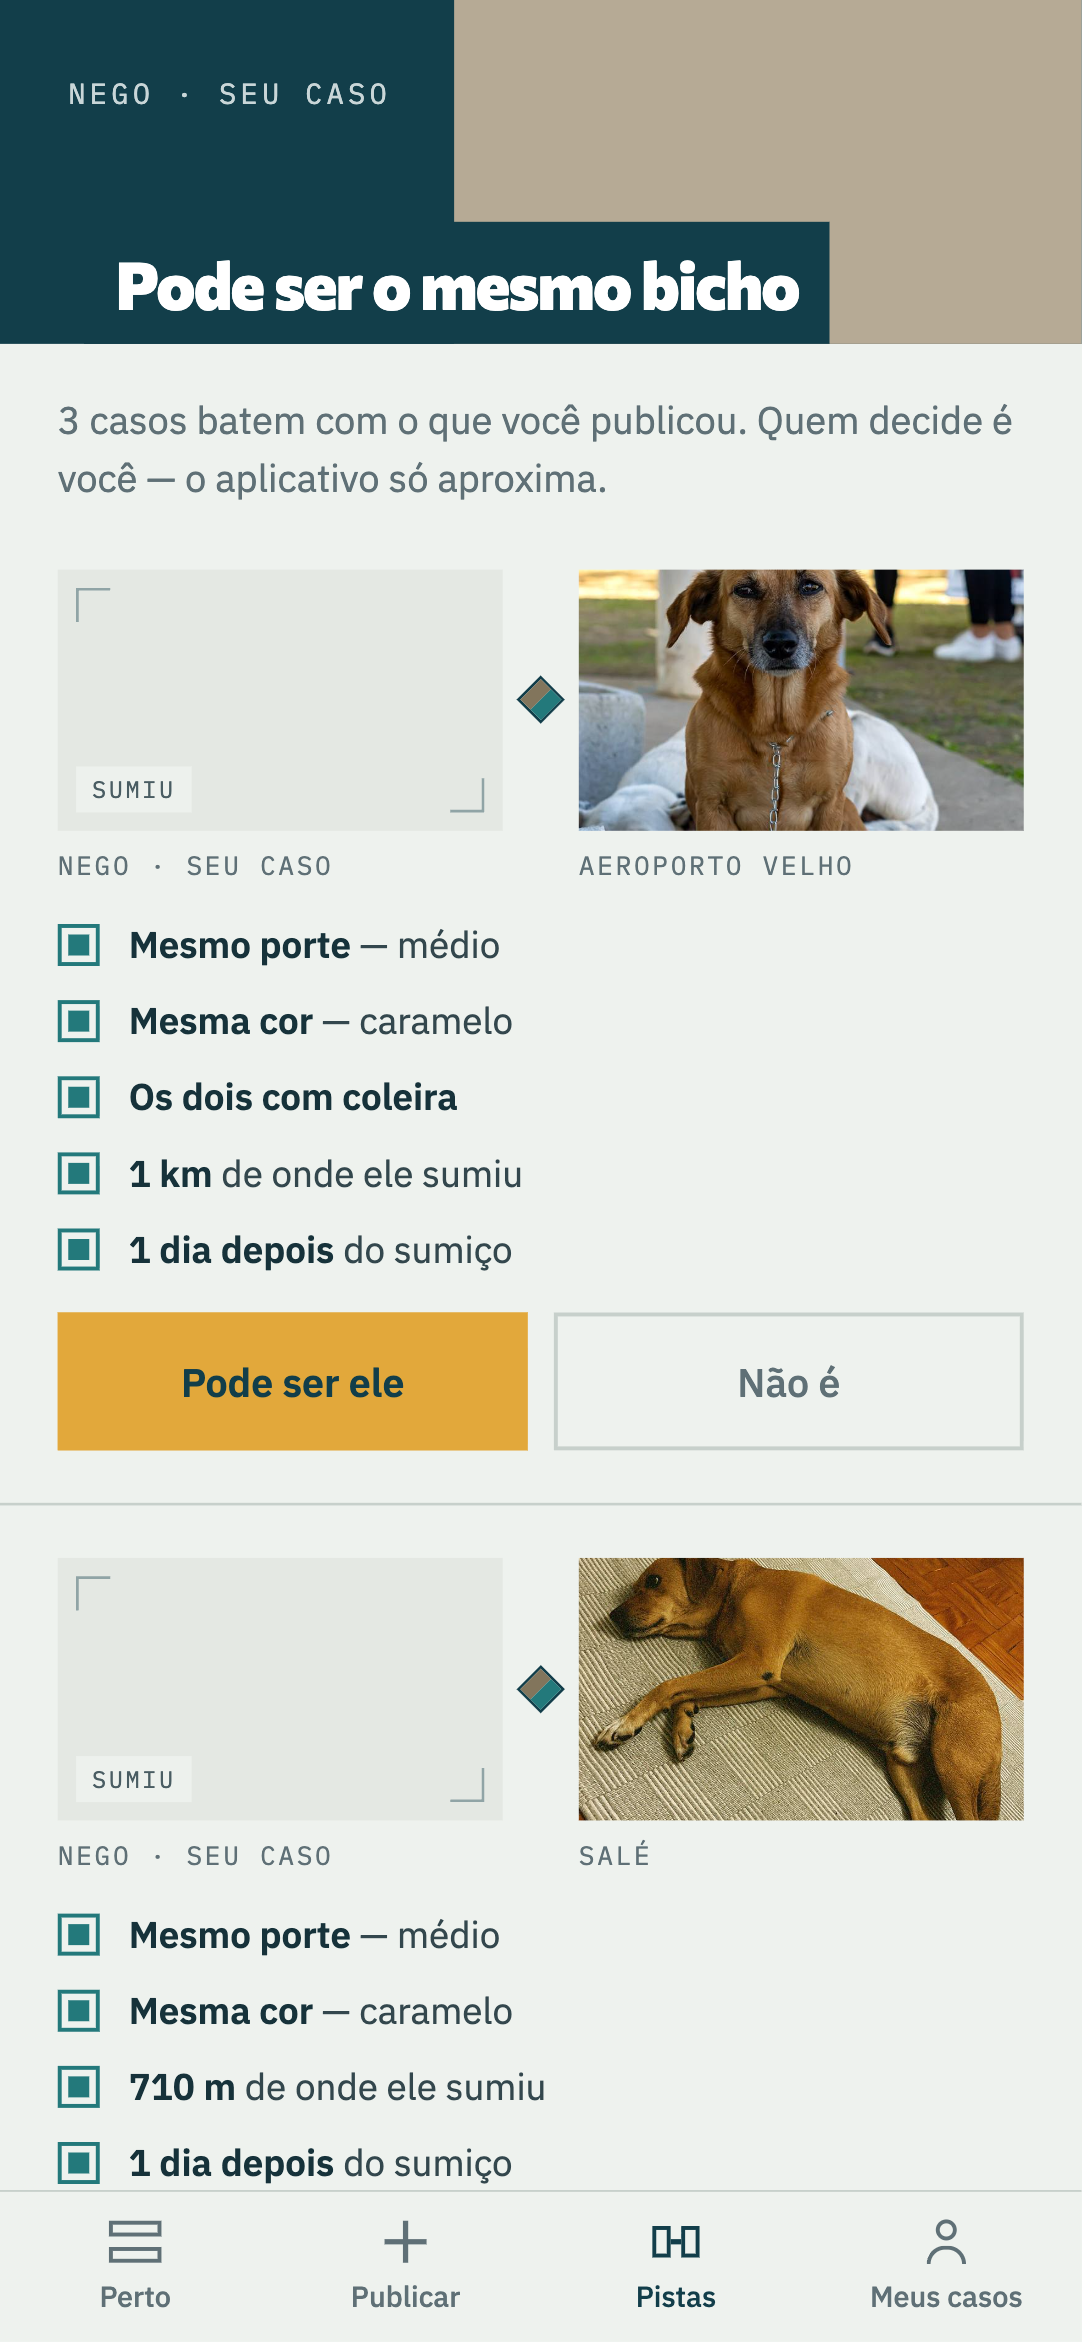 NEGO · SEU CASO
Pode ser o mesmo bicho
3 casos batem com o que você publicou. Quem decide é
você — o aplicativo só aproxima.
SUMIU
NEGO · SEU CASO
AEROPORTO VELHO
Mesmo porte — médio
Mesma cor — caramelo
Os dois com coleira
1 km de onde ele sumiu
1 dia depois do sumiço
Pode ser ele
Não é
SUMIU
NEGO · SEU CASO
SALÉ
Mesmo porte — médio
Mesma cor — caramelo
710 m de onde ele sumiu
1 dia depois do sumiço
Perto
Publicar
Pistas
Meus casos